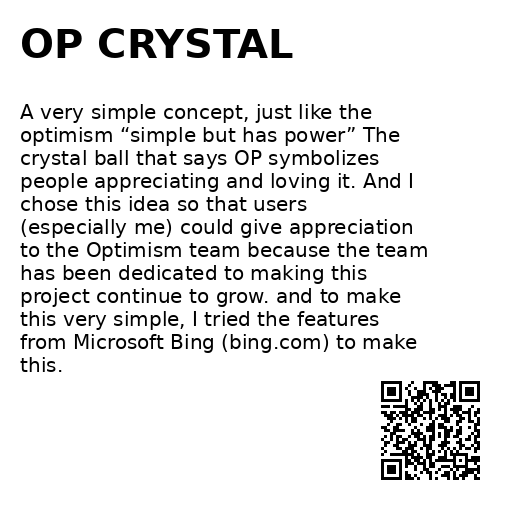 OP CRYSTAL
A very simple concept, just like the
optimism “simple but has power” The
crystal ball that says OP symbolizes
people appreciating and loving it. And I
chose this idea so that users
(especially me) could give appreciation
to the Optimism team because the team
has been dedicated to making this
project continue to grow. and to make
this very simple, I tried the features
from Microsoft Bing (bing.com) to make
this.